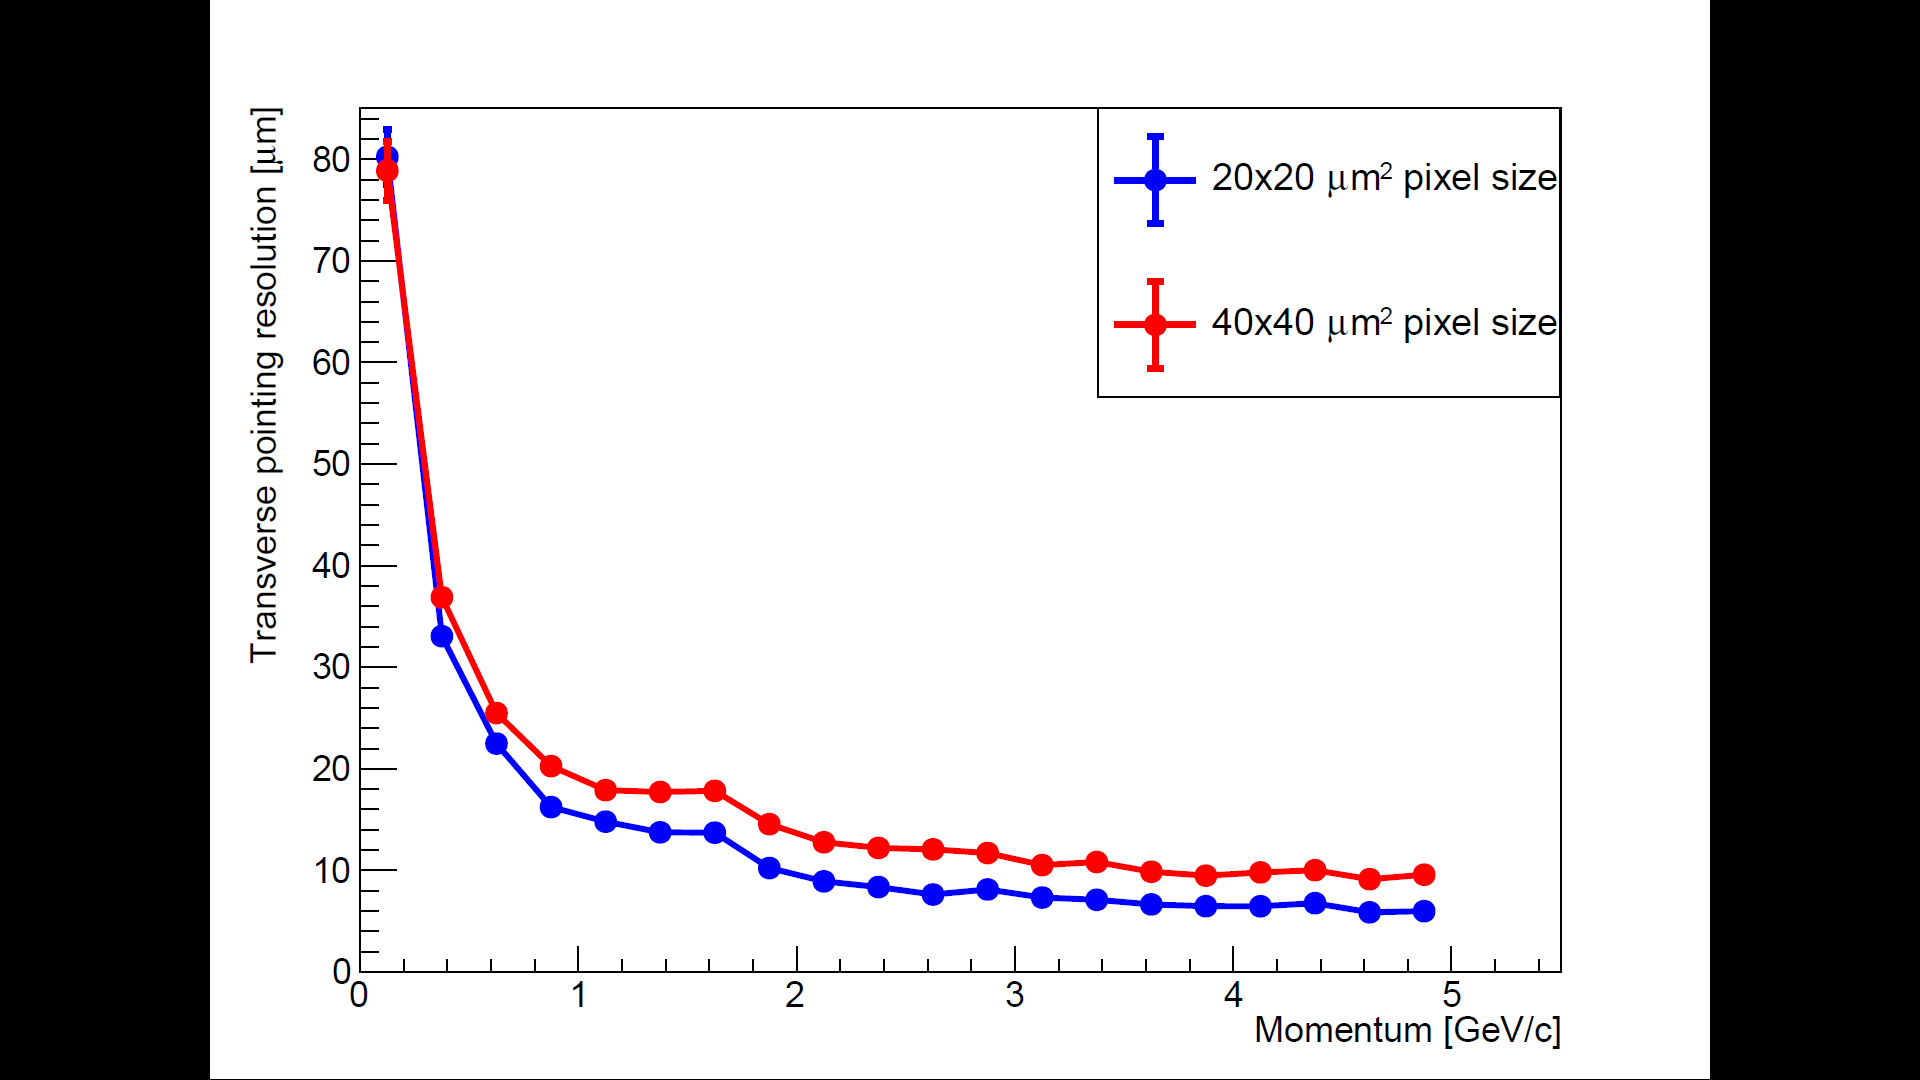 Transverse pointing resolution [μm]
80
70
60
50
40
30
20
10
0
0 1 2 3 4 5
Momentum [GeV/c]
20x20 μm² pixel size
40x40 μm² pixel size